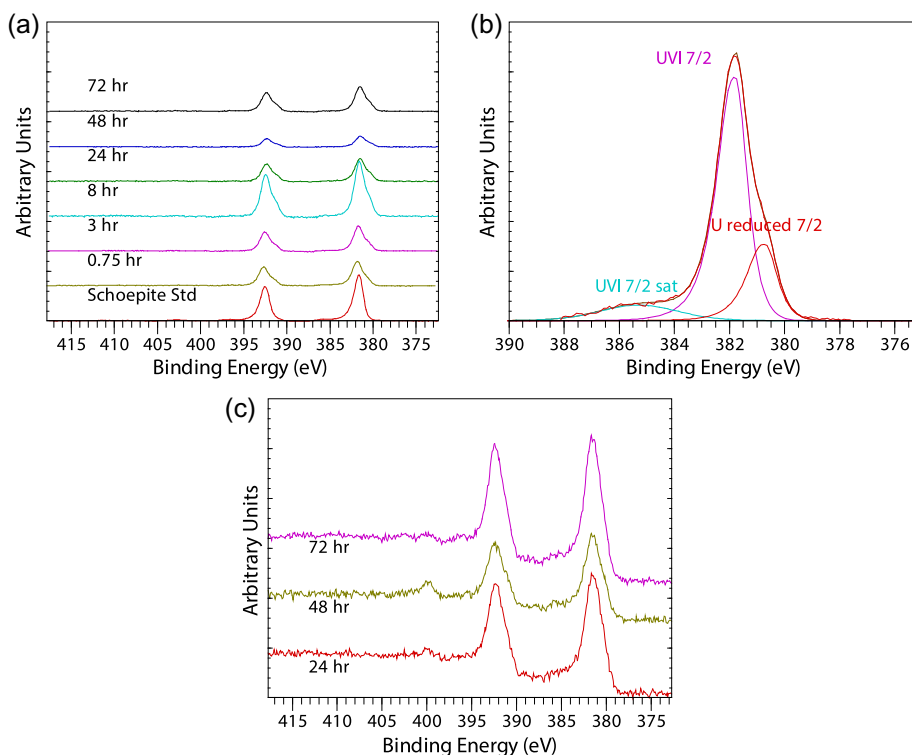 (a)
Arbitrary Units
72 hr
48 hr
24 hr
8 hr
3 hr
0.75 hr
Schoepite Std
415 410 405 400 395 390 385 380 375
Binding Energy (eV)
(b)
Arbitrary Units
UVI 7/2
U reduced 7/2
UVI 7/2 sat
390 388 386 384 382 380 378 376
Binding Energy (eV)
(c)
Arbitrary Units
72 hr
48 hr
24 hr
415 410 405 400 395 390 385 380 375
Binding Energy (eV)